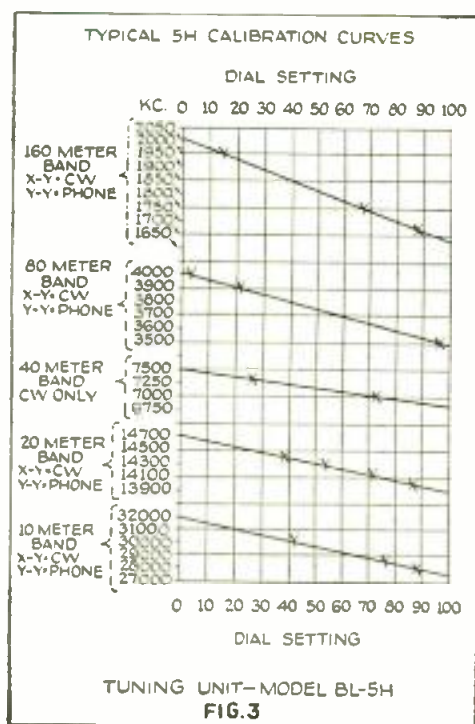 TYPICAL 5H CALIBRATION CURVES
DIAL SETTING
KC. 0 10 20 30 40 50 60 70 80 90 100
160 METER
BAND
X-Y=CW
Y-Y=PHONE
1950
1750
1700
1650
80 METER
BAND
X-Y=CW
Y-Y=PHONE
4000
3900
3800
3700
3600
3500
40 METER
BAND
CW ONLY
7500
7250
7000
6750
20 METER
BAND
X-Y=CW
Y-Y=PHONE
14700
14500
14300
14100
13900
10 METER
BAND
X-Y=CW
Y-Y=PHONE
32000
31000
27000
0 10 20 30 40 50 60 70 80 90 100
DIAL SETTING
TUNING UNIT-MODEL BL-5H
FIG.3